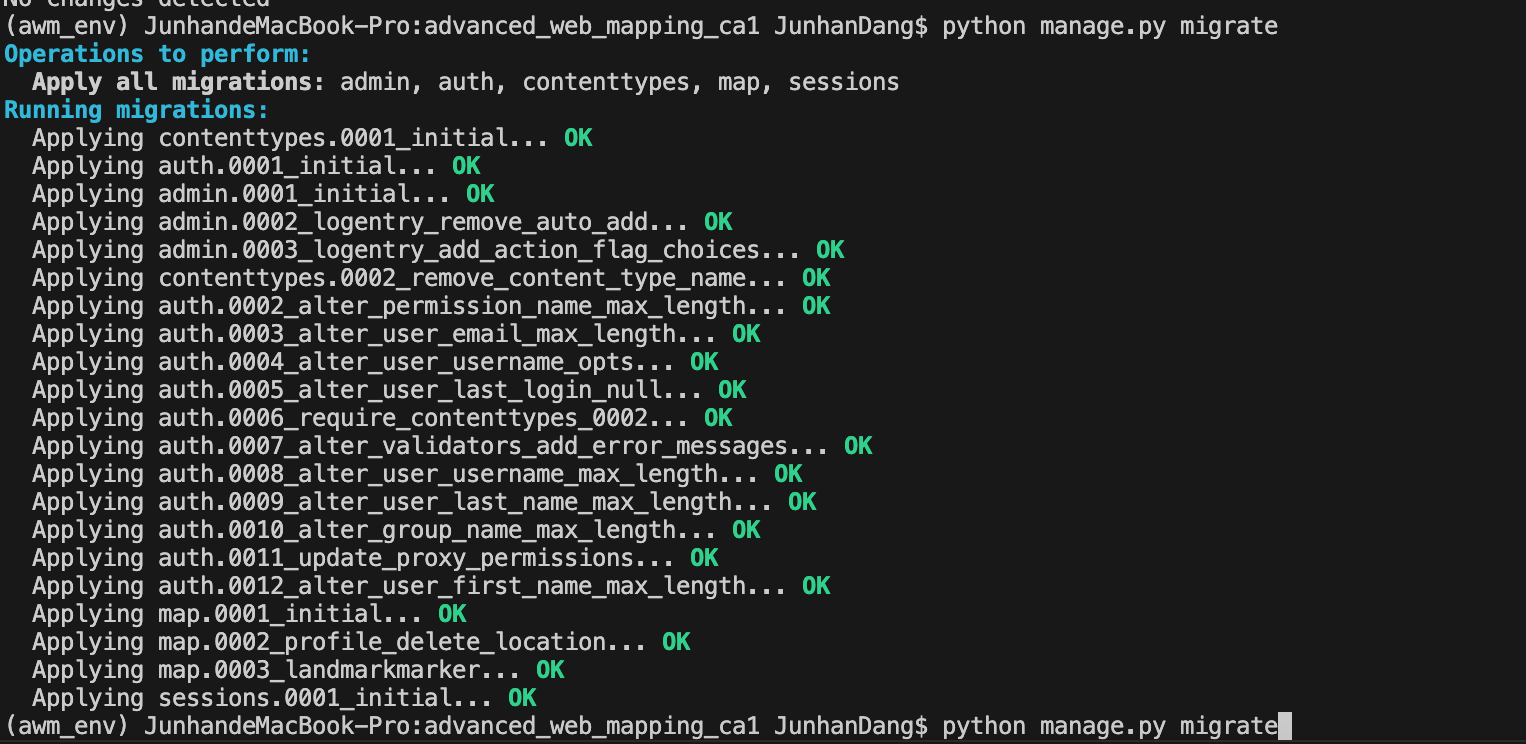 No changes detected
(awm_env) JunhandeMacBook-Pro:advanced_web_mapping_ca1 JunhanDang$ python manage.py migrate
Operations to perform:
  Apply all migrations: admin, auth, contenttypes, map, sessions
Running migrations:
  Applying contenttypes.0001_initial... OK
  Applying auth.0001_initial... OK
  Applying admin.0001_initial... OK
  Applying admin.0002_logentry_remove_auto_add... OK
  Applying admin.0003_logentry_add_action_flag_choices... OK
  Applying contenttypes.0002_remove_content_type_name... OK
  Applying auth.0002_alter_permission_name_max_length... OK
  Applying auth.0003_alter_user_email_max_length... OK
  Applying auth.0004_alter_user_username_opts... OK
  Applying auth.0005_alter_user_last_login_null... OK
  Applying auth.0006_require_contenttypes_0002... OK
  Applying auth.0007_alter_validators_add_error_messages... OK
  Applying auth.0008_alter_user_username_max_length... OK
  Applying auth.0009_alter_user_last_name_max_length... OK
  Applying auth.0010_alter_group_name_max_length... OK
  Applying auth.0011_update_proxy_permissions... OK
  Applying auth.0012_alter_user_first_name_max_length... OK
  Applying map.0001_initial... OK
  Applying map.0002_profile_delete_location... OK
  Applying map.0003_landmarkmarker... OK
  Applying sessions.0001_initial... OK
(awm_env) JunhandeMacBook-Pro:advanced_web_mapping_ca1 JunhanDang$ python manage.py migrate